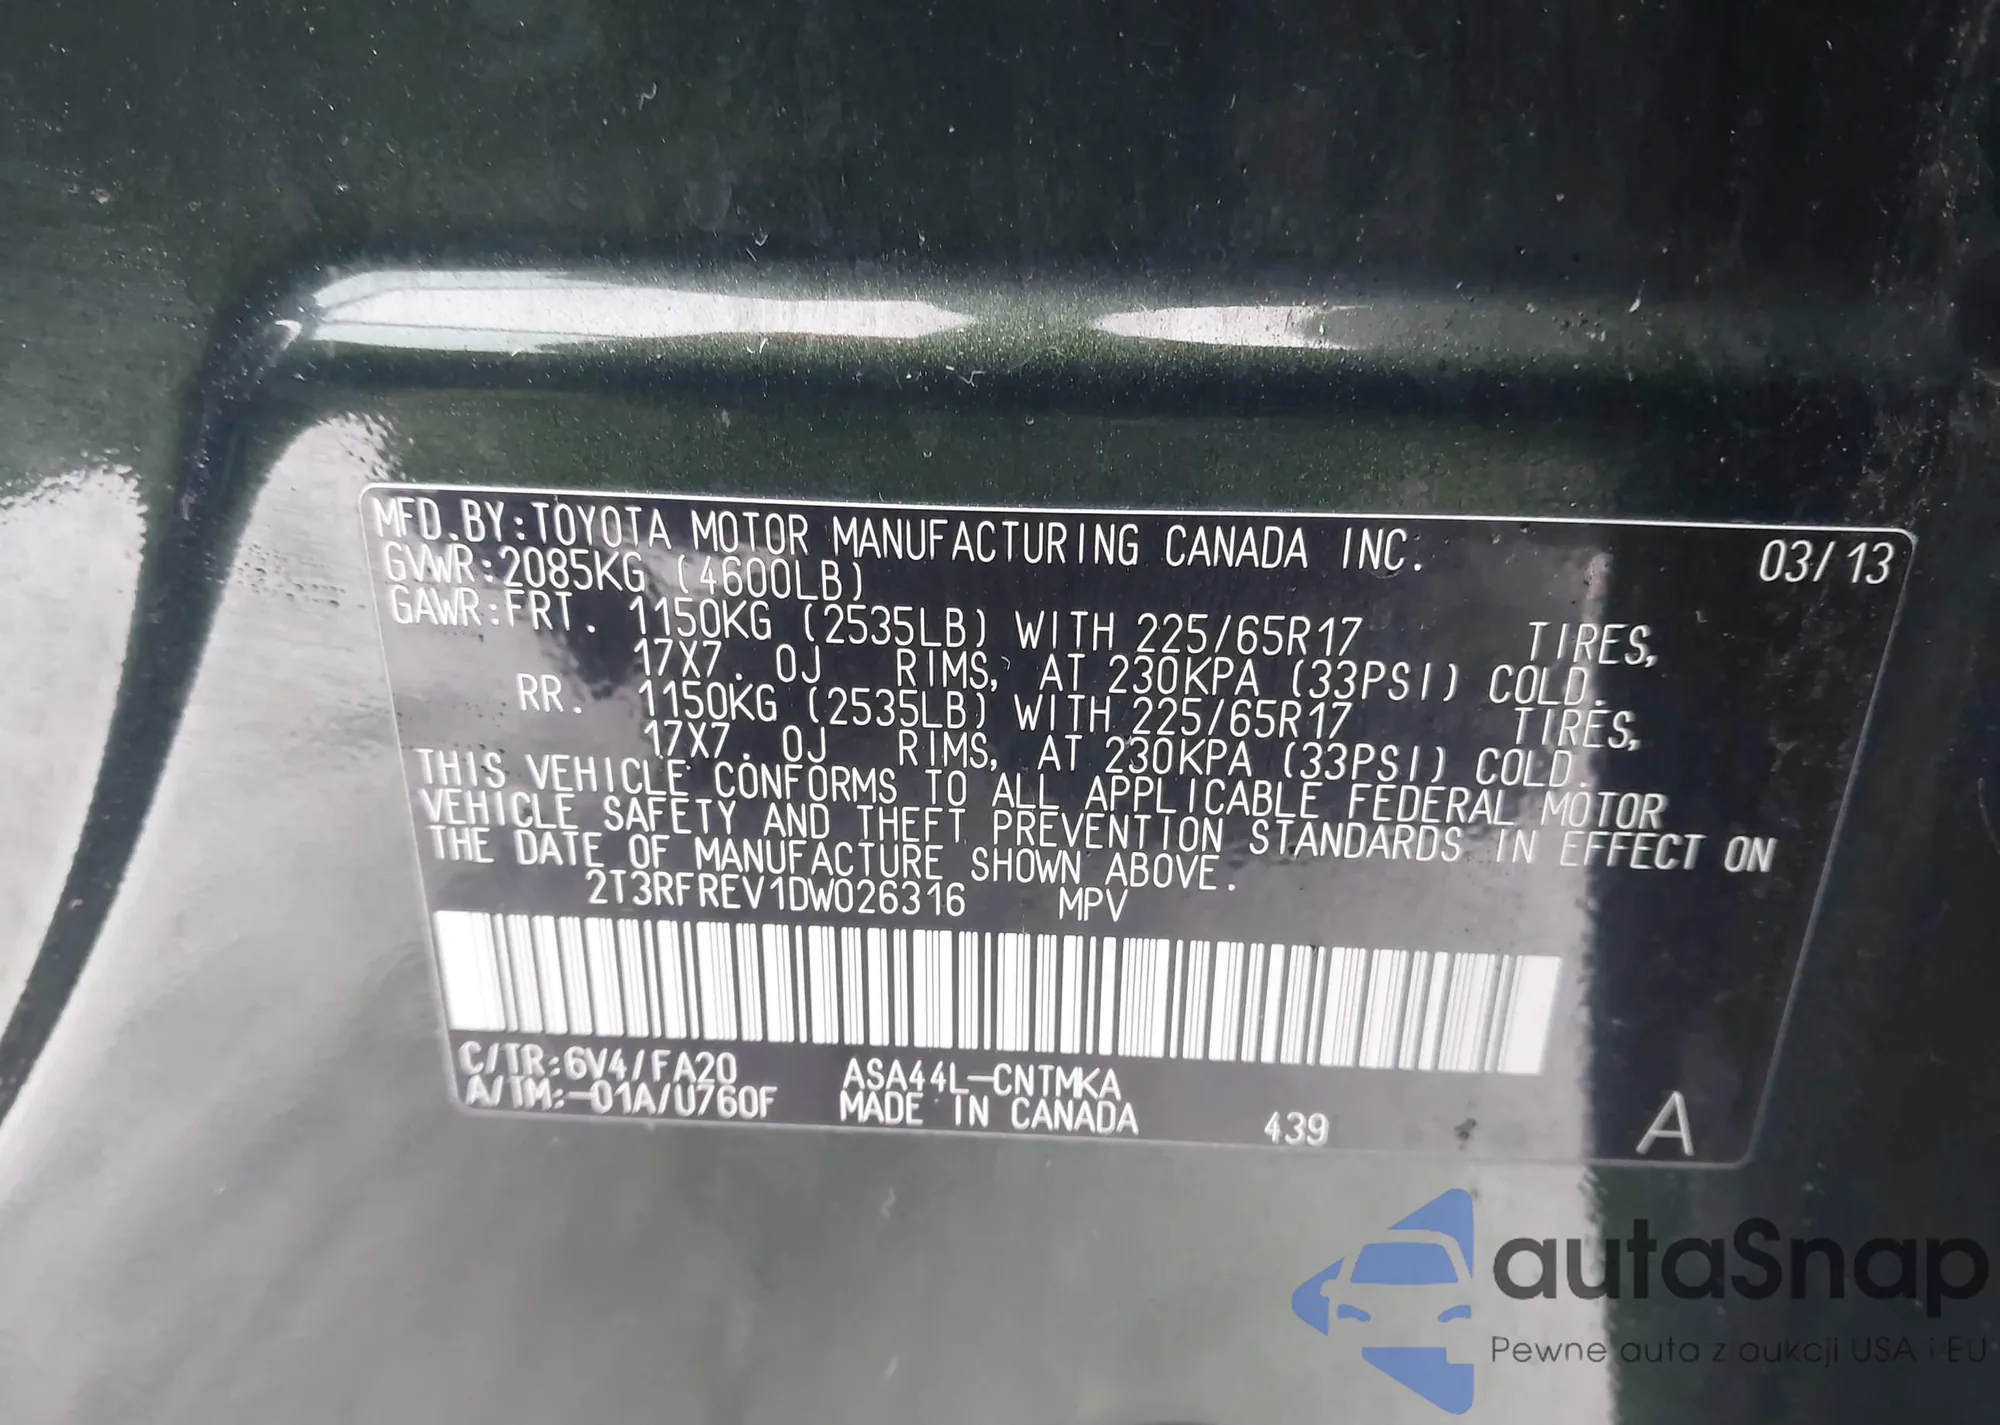 MFD.BY:TOYOTA MOTOR MANUFACTURING CANADA INC. 03/13
GVWR:2085KG (4600LB)
GAWR:FRT. 1150KG (2535LB) WITH 225/65R17 TIRES,
17X7.0J RIMS, AT 230KPA (33PSI) COLD.
RR. 1150KG (2535LB) WITH 225/65R17 TIRES,
17X7.0J RIMS, AT 230KPA (33PSI) COLD.
THIS VEHICLE CONFORMS TO ALL APPLICABLE FEDERAL MOTOR
VEHICLE SAFETY AND THEFT PREVENTION STANDARDS IN EFFECT ON
THE DATE OF MANUFACTURE SHOWN ABOVE.
2T3RFREV1DW026316 MPV
C/TR:6V4/FA20 ASA44L-CNTMKA
A/TM:-01A/U760F MADE IN CANADA 439 A
autaSnap
Pewne auta z aukcji USA i EU